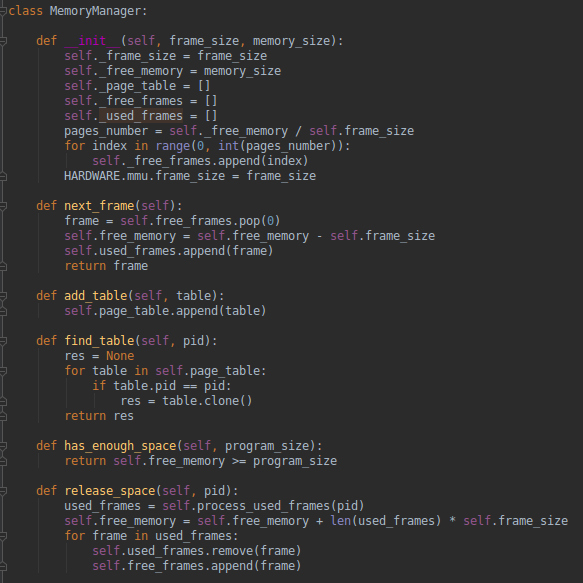 class MemoryManager:
def __init__(self, frame_size, memory_size):
self._frame_size = frame_size
self._free_memory = memory_size
self._page_table = []
self._free_frames = []
self._used_frames = []
pages_number = self._free_memory / self.frame_size
for index in range(0, int(pages_number)):
self._free_frames.append(index)
HARDWARE.mmu.frame_size = frame_size
def next_frame(self):
frame = self.free_frames.pop(0)
self.free_memory = self.free_memory - self.frame_size
self.used_frames.append(frame)
return frame
def add_table(self, table):
self.page_table.append(table)
def find_table(self, pid):
res = None
for table in self.page_table:
if table.pid == pid:
res = table.clone()
return res
def has_enough_space(self, program_size):
return self.free_memory >= program_size
def release_space(self, pid):
used_frames = self.process_used_frames(pid)
self.free_memory = self.free_memory + len(used_frames) * self.frame_size
for frame in used_frames:
self.used_frames.remove(frame)
self.free_frames.append(frame)